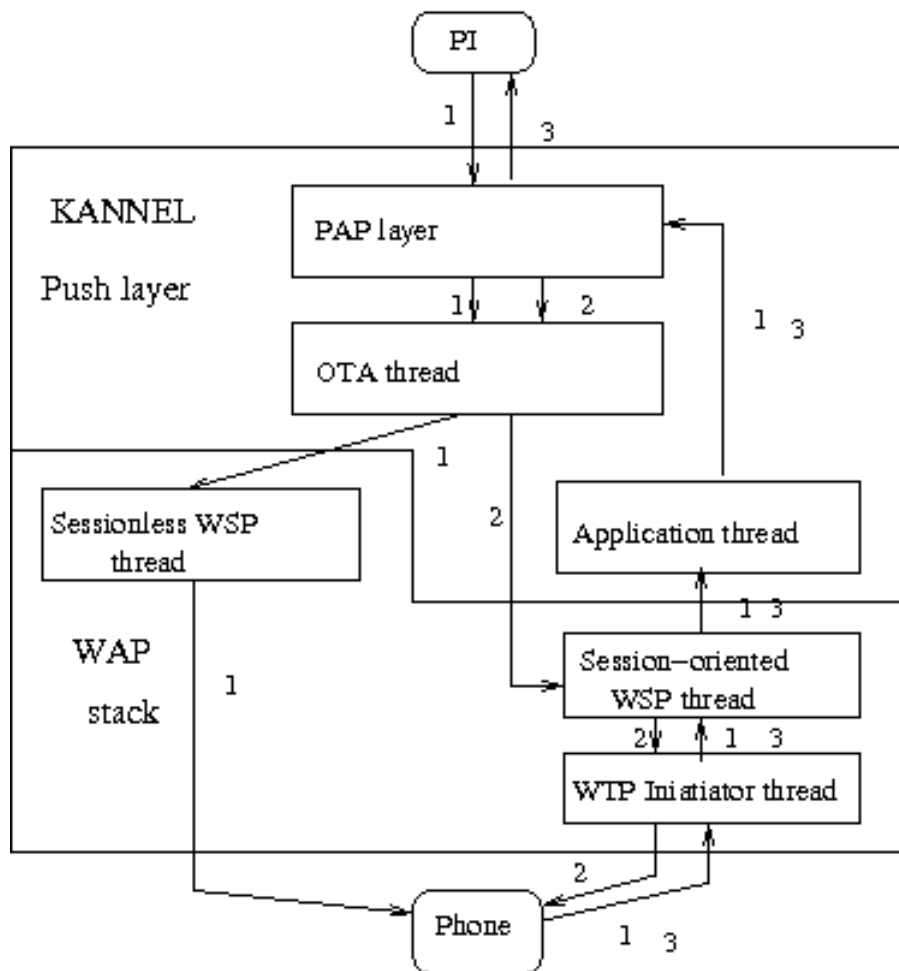 PI
1
3
KANNEL
Push layer
PAP layer
1
2
1
3
OTA thread
1
2
Sessionless WSP
thread
Application thread
1 3
WAP
stack
1
Session-oriented
WSP thread
2
1 3
WTP Iniatiator thread
2
Phone
1
3